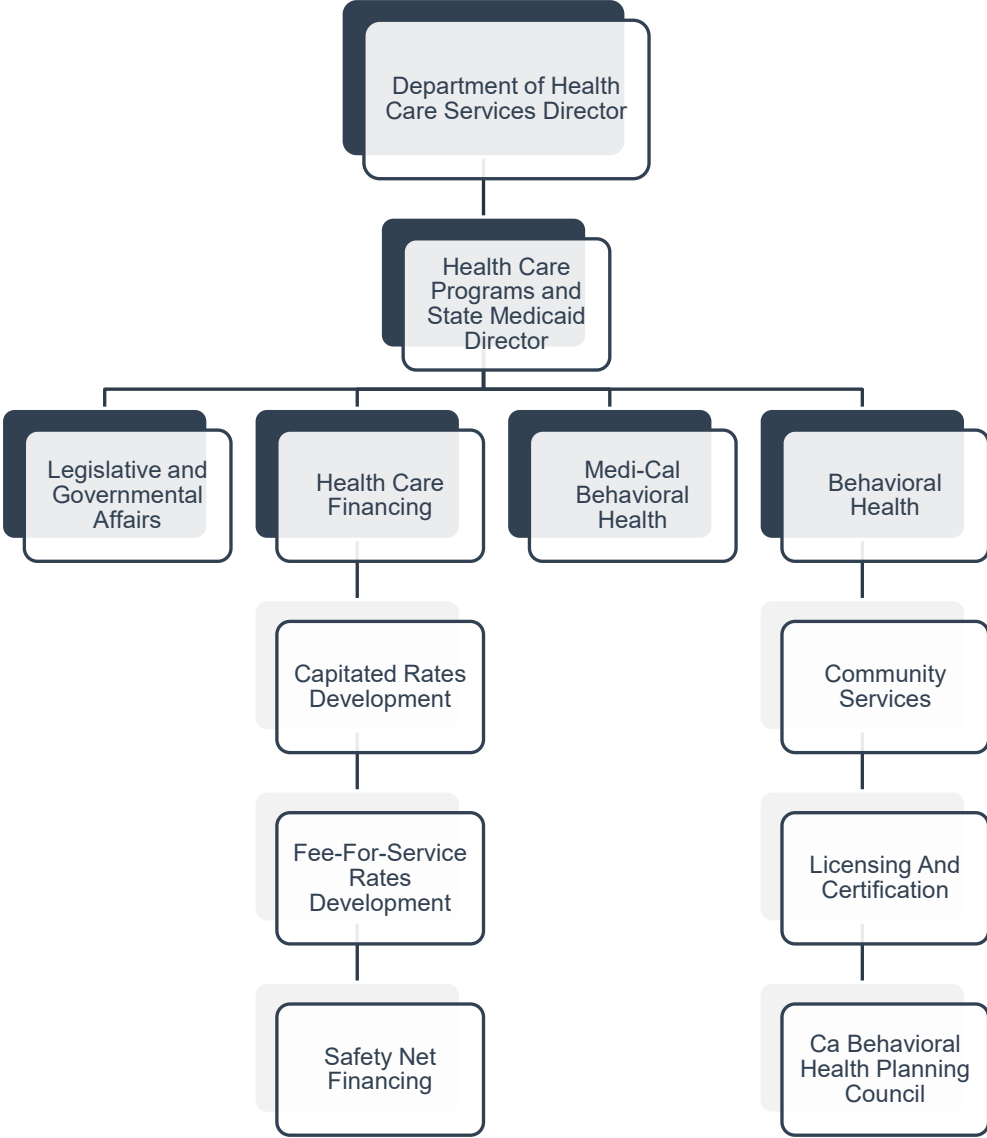 Department of Health
Care Services Director
Health Care
Programs and
State Medicaid
Director
Legislative and
Governmental
Affairs
Health Care
Financing
Medi-Cal
Behavioral
Health
Behavioral
Health
Capitated Rates
Development
Community
Services
Fee-For-Service
Rates
Development
Licensing And
Certification
Safety Net
Financing
Ca Behavioral
Health Planning
Council